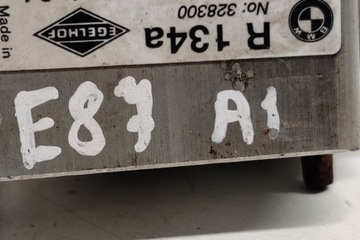 BMW
No: 328300
R 134a
EGELHOF
Made in
E87 A1